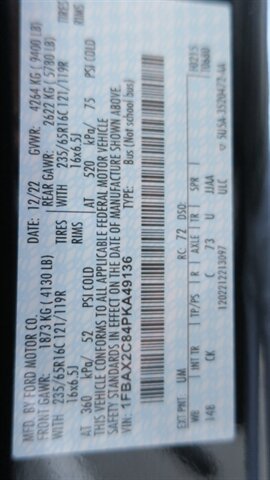 MFD. BY FORD MOTOR CO.
DATE: 12/22 GVWR: 4264 KG ( 9400 LB)
FRONT GAWR: 1873 KG ( 4130 LB) REAR GAWR: 2622 KG ( 5780 LB)
WITH 235/65R16C 121/119R TIRES WITH 235/65R16C 121/119R TIRES
16x6.5J 16x6.5J
AT 360 kPa/ 52 PSI COLD AT 520 kPa/ 75 PSI COLD
THIS VEHICLE CONFORMS TO ALL APPLICABLE FEDERAL MOTOR VEHICLE
SAFETY STANDARDS IN EFFECT ON THE DATE OF MANUFACTURE SHOWN ABOVE.
VIN: 1FBAX2C84PKA49136
TYPE: Bus (Not school bus)
EXT PNT: UM RC: 72 DSO:
WB INT TR TP/PS R AXLE TR SPR
148 CK C 73 U JJAA
1202212213097 ULC